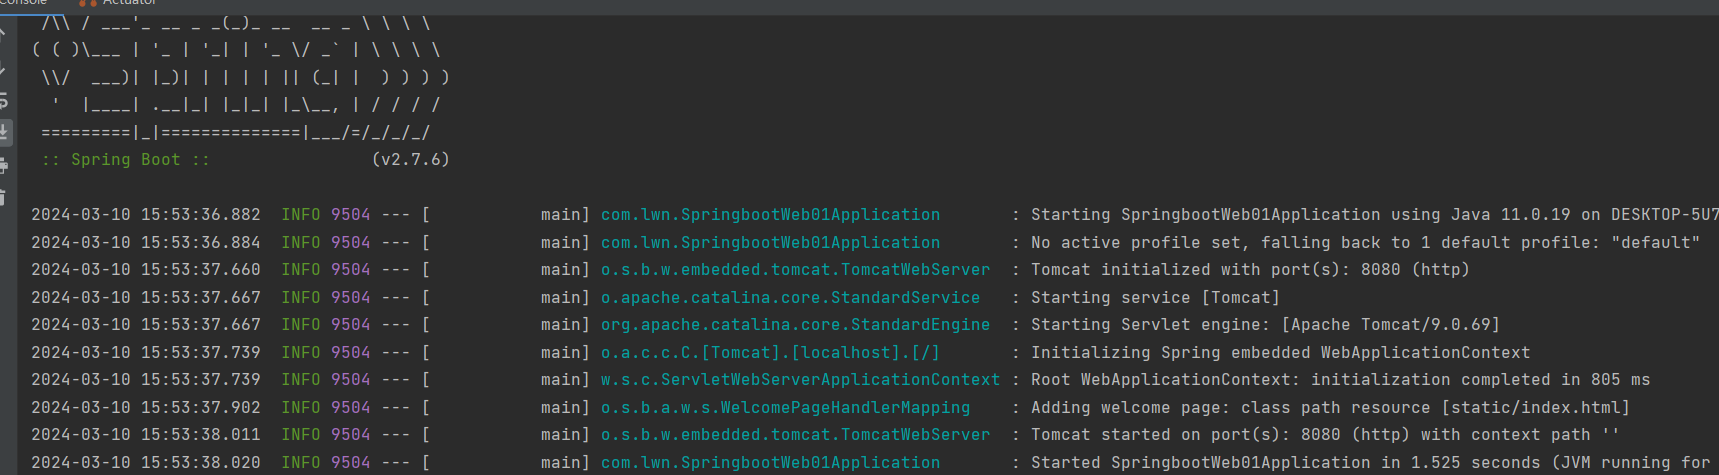 Console Actuator
 /\\ / ___'_ __ _ _(_)_ __  __ _ \ \ \ \
( ( )\___ | '_ | '_| | '_ \/ _` | \ \ \ \
 \\/  ___)| |_)| | | | | || (_| |  ) ) ) )
  '  |____| .__|_| |_|_| |_\__, | / / / /
 =========|_|==============|___/=/_/_/_/
 :: Spring Boot ::                (v2.7.6)
2024-03-10 15:53:36.882  INFO 9504 --- [           main] com.lwn.SpringbootWeb01Application       : Starting SpringbootWeb01Application using Java 11.0.19 on DESKTOP-5U7
2024-03-10 15:53:36.884  INFO 9504 --- [           main] com.lwn.SpringbootWeb01Application       : No active profile set, falling back to 1 default profile: "default"
2024-03-10 15:53:37.660  INFO 9504 --- [           main] o.s.b.w.embedded.tomcat.TomcatWebServer  : Tomcat initialized with port(s): 8080 (http)
2024-03-10 15:53:37.667  INFO 9504 --- [           main] o.apache.catalina.core.StandardService   : Starting service [Tomcat]
2024-03-10 15:53:37.667  INFO 9504 --- [           main] org.apache.catalina.core.StandardEngine  : Starting Servlet engine: [Apache Tomcat/9.0.69]
2024-03-10 15:53:37.739  INFO 9504 --- [           main] o.a.c.c.C.[Tomcat].[localhost].[/]       : Initializing Spring embedded WebApplicationContext
2024-03-10 15:53:37.739  INFO 9504 --- [           main] w.s.c.ServletWebServerApplicationContext : Root WebApplicationContext: initialization completed in 805 ms
2024-03-10 15:53:37.902  INFO 9504 --- [           main] o.s.b.a.w.s.WelcomePageHandlerMapping    : Adding welcome page: class path resource [static/index.html]
2024-03-10 15:53:38.011  INFO 9504 --- [           main] o.s.b.w.embedded.tomcat.TomcatWebServer  : Tomcat started on port(s): 8080 (http) with context path ''
2024-03-10 15:53:38.020  INFO 9504 --- [           main] com.lwn.SpringbootWeb01Application       : Started SpringbootWeb01Application in 1.525 seconds (JVM running for